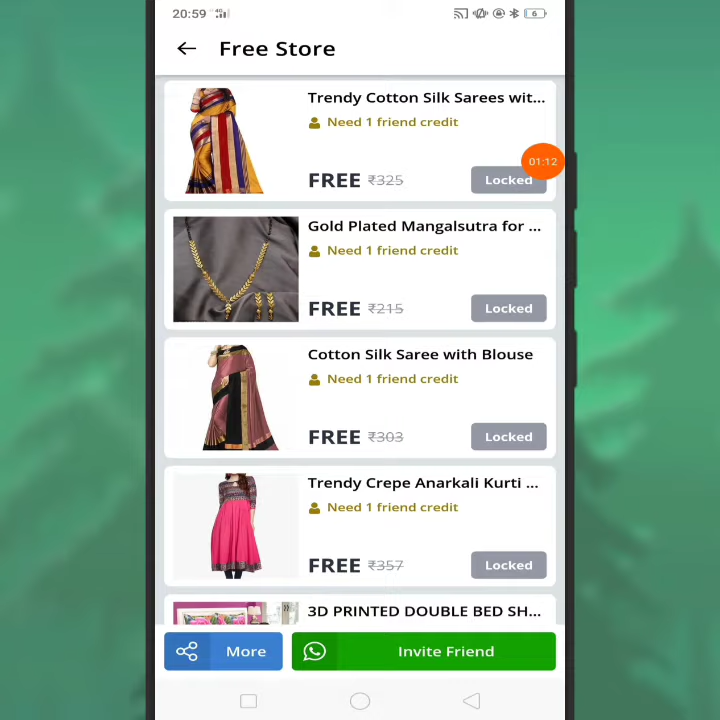 20:59 4G 6
Free Store
Trendy Cotton Silk Sarees wit...
Need 1 friend credit
01:12
FREE ₹325 Locked
Gold Plated Mangalsutra for ...
Need 1 friend credit
FREE ₹215 Locked
Cotton Silk Saree with Blouse
Need 1 friend credit
FREE ₹303 Locked
Trendy Crepe Anarkali Kurti ...
Need 1 friend credit
FREE ₹357 Locked
3D PRINTED DOUBLE BED SH...
More Invite Friend